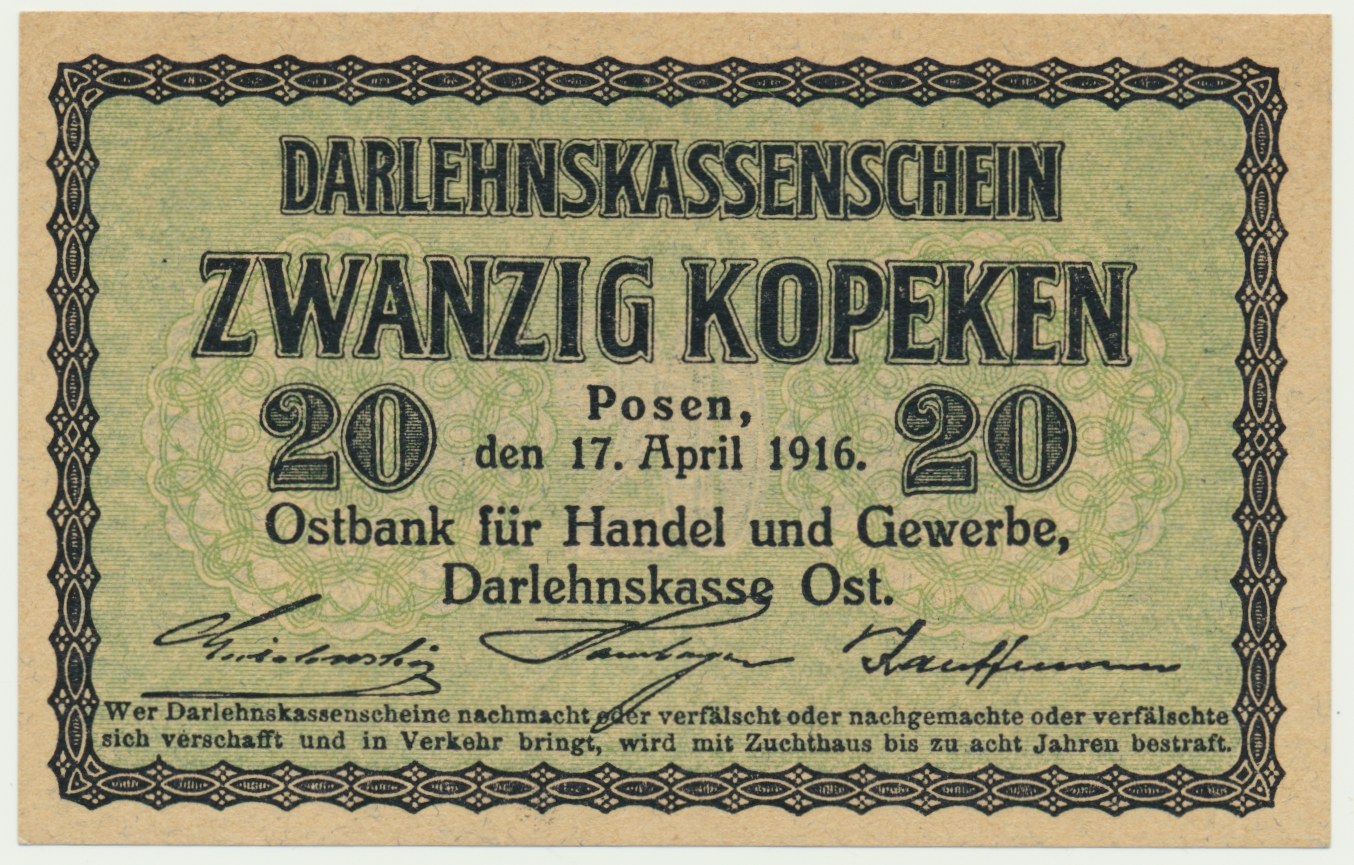 DARLEHNSKASSENSCHEIN
ZWANZIG KOPEKEN
20 Posen, 20
den 17. April 1916.
Ostbank für Handel und Gewerbe,
Darlehnskasse Ost.
Kauffmann
Wer Darlehnskassenscheine nachmacht oder verfälscht oder nachgemachte oder verfälschte
sich verschafft und in Verkehr bringt, wird mit Zuchthaus bis zu acht Jahren bestraft.